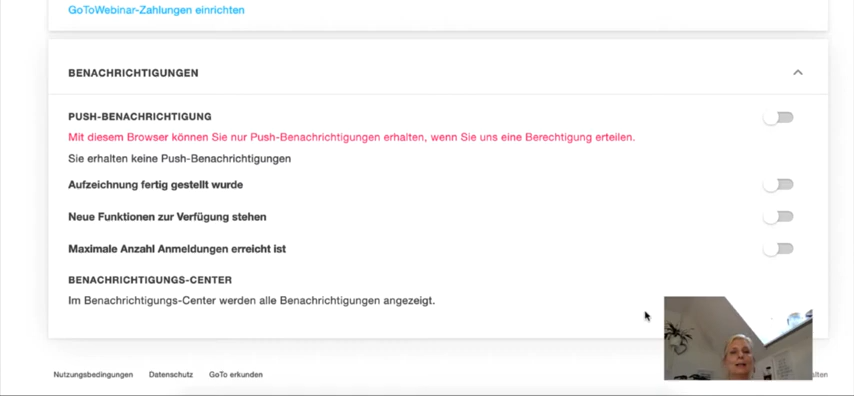 GoToWebinar-Zahlungen einrichten
BENACHRICHTIGUNGEN
PUSH-BENACHRICHTIGUNG
Mit diesem Browser können Sie nur Push-Benachrichtigungen erhalten, wenn Sie uns eine Berechtigung erteilen.
Sie erhalten keine Push-Benachrichtigungen
Aufzeichnung fertig gestellt wurde
Neue Funktionen zur Verfügung stehen
Maximale Anzahl Anmeldungen erreicht ist
BENACHRICHTIGUNGS-CENTER
Im Benachrichtigungs-Center werden alle Benachrichtigungen angezeigt.
Nutzungsbedingungen Datenschutz GoTo erkunden